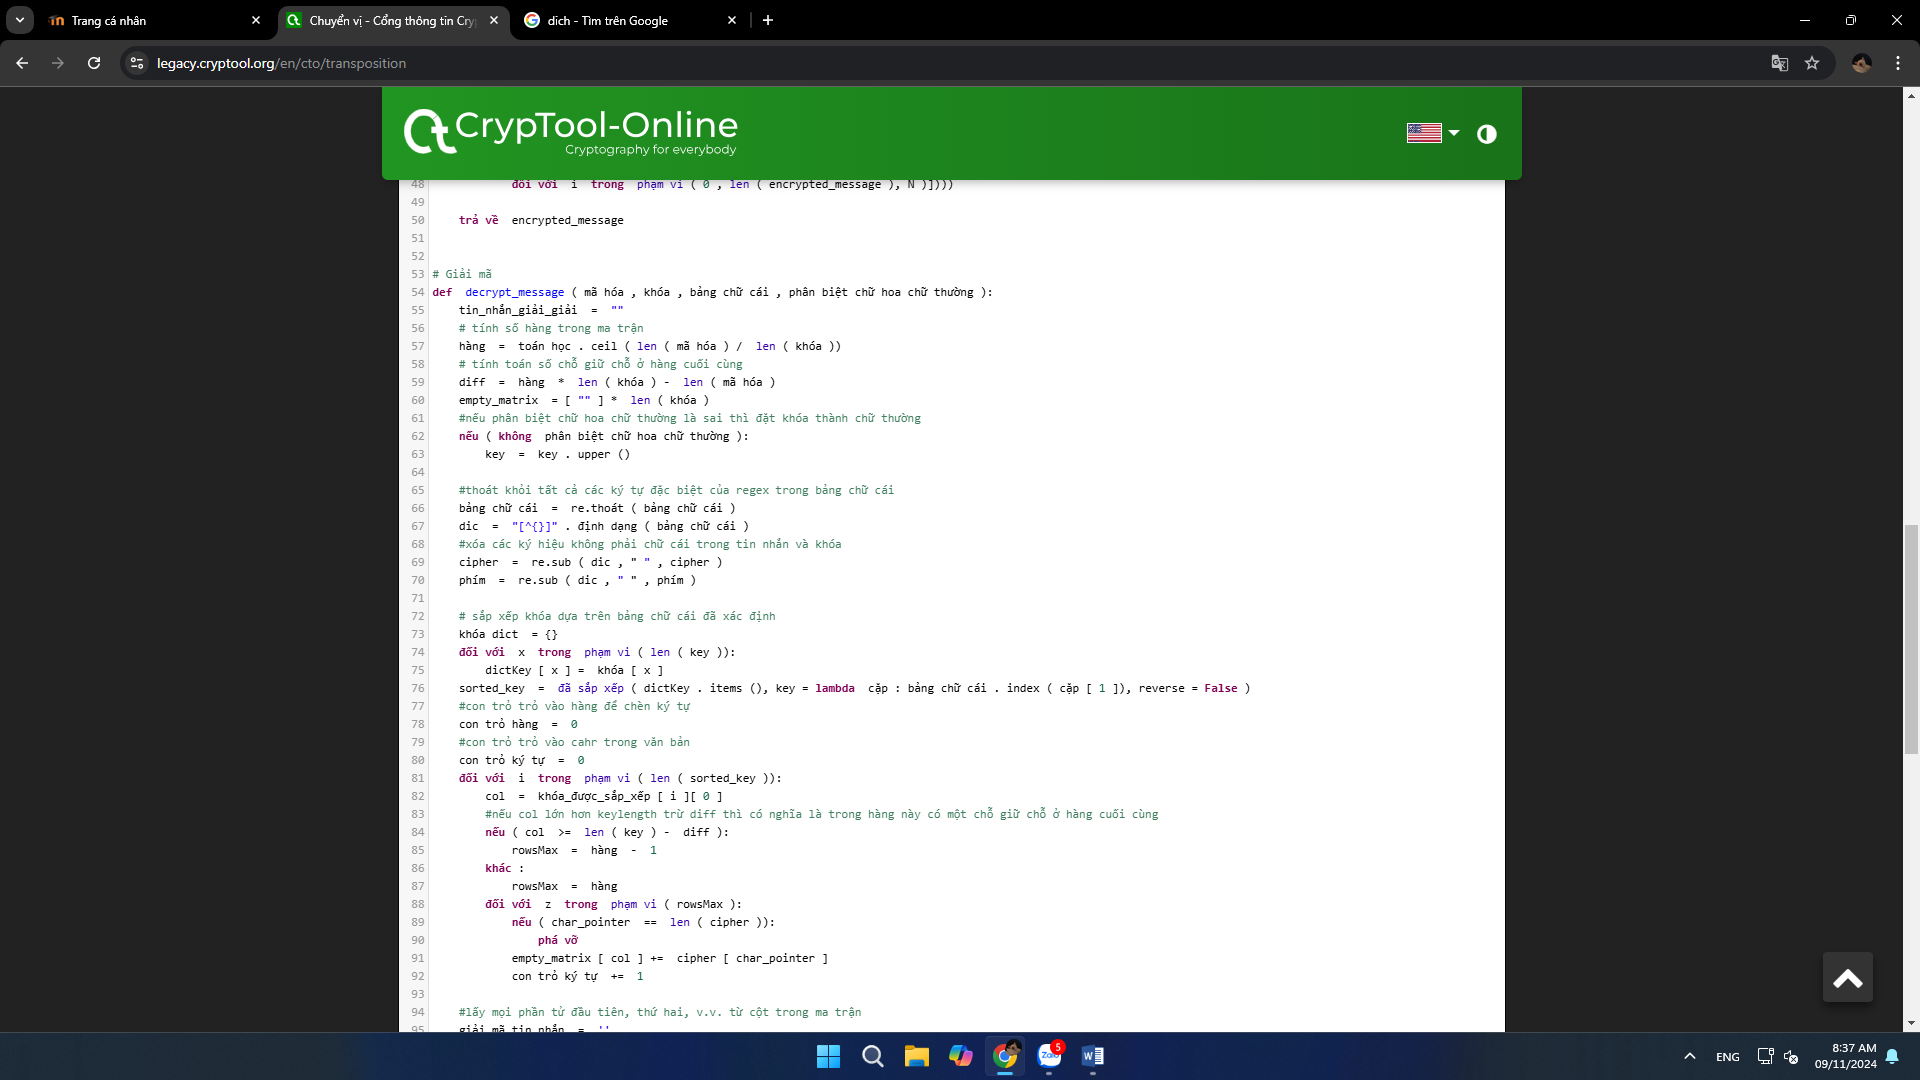 Trang cá nhân
Chuyển vị - Cổng thông tin Cryp
dich - Tìm trên Google
legacy.cryptool.org/en/cto/transposition
CrypTool-Online
Cryptography for everybody
48 đối với i trong phạm vi ( 0 , len ( encrypted_message ), N )])))
49
50 trả về encrypted_message
51
52
53 # Giải mã
54 def decrypt_message ( mã hóa , khóa , bảng chữ cái , phân biệt chữ hoa chữ thường ):
55 tin_nhắn_giải_giải = ""
56 # tính số hàng trong ma trận
57 hàng = toán học . ceil ( len ( mã hóa ) / len ( khóa ))
58 # tính toán số chỗ giữ chỗ ở hàng cuối cùng
59 diff = hàng * len ( khóa ) - len ( mã hóa )
60 empty_matrix = [ "" ] * len ( khóa )
61 #nếu phân biệt chữ hoa chữ thường là sai thì đặt khóa thành chữ thường
62 nếu ( không phân biệt chữ hoa chữ thường ):
63 key = key . upper ()
64
65 #thoát khỏi tất cả các ký tự đặc biệt của regex trong bảng chữ cái
66 bảng chữ cái = re.thoát ( bảng chữ cái )
67 dic = "[^{}]" . định dạng ( bảng chữ cái )
68 #xóa các ký hiệu không phải chữ cái trong tin nhắn và khóa
69 cipher = re.sub ( dic , " " , cipher )
70 phím = re.sub ( dic , " " , phím )
71
72 # sắp xếp khóa dựa trên bảng chữ cái đã xác định
73 khóa dict = {}
74 đối với x trong phạm vi ( len ( key )):
75 dictKey [ x ] = khóa [ x ]
76 sorted_key = đã sắp xếp ( dictKey . items (), key = lambda cặp : bảng chữ cái . index ( cặp [ 1 ]), reverse = False )
77 #con trỏ trỏ vào hàng để chèn ký tự
78 con trỏ hàng = 0
79 #con trỏ trỏ vào cahr trong văn bản
80 con trỏ ký tự = 0
81 đối với i trong phạm vi ( len ( sorted_key )):
82 col = khóa_được_sắp_xếp [ i ][ 0 ]
83 #nếu col lớn hơn keylength trừ diff thì có nghĩa là trong hàng này có một chỗ giữ chỗ ở hàng cuối cùng
84 nếu ( col >= len ( key ) - diff ):
85 rowsMax = hàng - 1
86 khác :
87 rowsMax = hàng
88 đối với z trong phạm vi ( rowsMax ):
89 nếu ( char_pointer == len ( cipher )):
90 phá vỡ
91 empty_matrix [ col ] += cipher [ char_pointer ]
92 con trỏ ký tự += 1
93
94 #lấy mọi phần tử đầu tiên, thứ hai, v.v. từ cột trong ma trận
95 giải mã tin nhắn = ''
Zalo
5
ENG
8:37 AM
09/11/2024